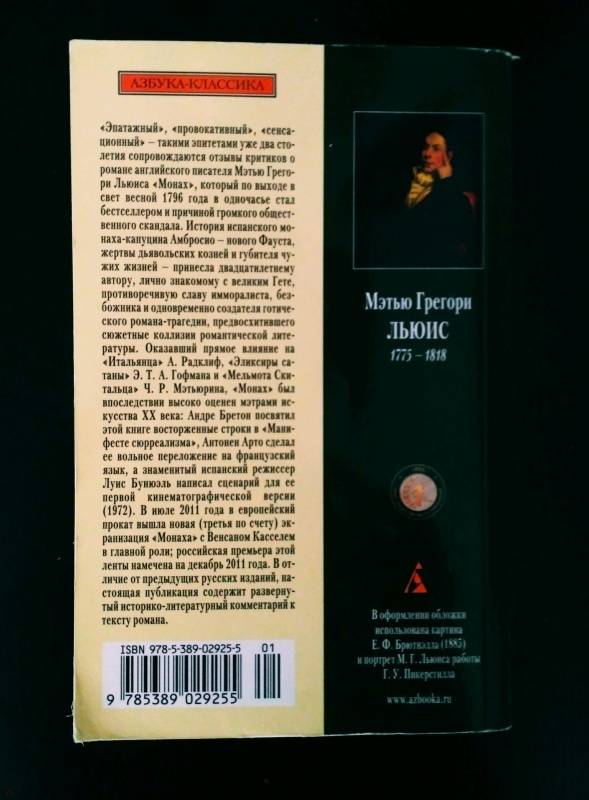 АЗБУКА-КЛАССИКА
«Эпатажный», «провокативный», «сенса-
ционный» – такими эпитетами уже два сто-
летия сопровождаются отзывы критиков о
романе английского писателя Мэтью Грего-
ри Льюиса «Монах», который по выходе в
свет весной 1796 года в одночасье стал
бестселлером и причиной громкого общест-
венного скандала. История испанского мо-
наха-капуцина Амбросио – нового Фауста,
жертвы дьявольских козней и губителя чу-
жих жизней – принесла двадцатилетнему
автору, лично знакомому с великим Гете,
противоречивую славу имморалиста, без-
божника и одновременно создателя готиче-
ского романа-трагедии, предвосхитившего
сюжетные коллизии романтической лите-
ратуры. Оказавший прямое влияние на
«Итальянца» А. Радклиф, «Эликсиры са-
таны» Э. Т. А. Гофмана и «Мельмота Ски-
тальца» Ч. Р. Мэтьюрина, «Монах» был
впоследствии высоко оценен мэтрами ис-
кусства XX века: Андре Бретон посвятил
этой книге восторженные строки в «Мани-
фесте сюрреализма», Антонен Арто сделал
ее вольное переложение на французский
язык, а знаменитый испанский режиссер
Луис Бунюэль написал сценарий для ее
первой кинематографической версии
(1972). В июле 2011 года в европейский
прокат вышла новая (третья по счету) эк-
ранизация «Монаха» с Венсаном Касселем
в главной роли; российская премьера этой
ленты намечена на декабрь 2011 года. В от-
личие от предыдущих русских изданий, на-
стоящая публикация содержит разверну-
тый историко-литературный комментарий к
тексту романа.
ISBN 978-5-389-02925-5
01
9 785389 029255
Мэтью Грегори
ЛЬЮИС
1775 – 1818
В оформлении обложки
использована картина
Е. Ф. Брютнэлла (1885)
и портрет М. Г. Льюиса работы
Г. У. Пикерсгилла
www.azbooka.ru